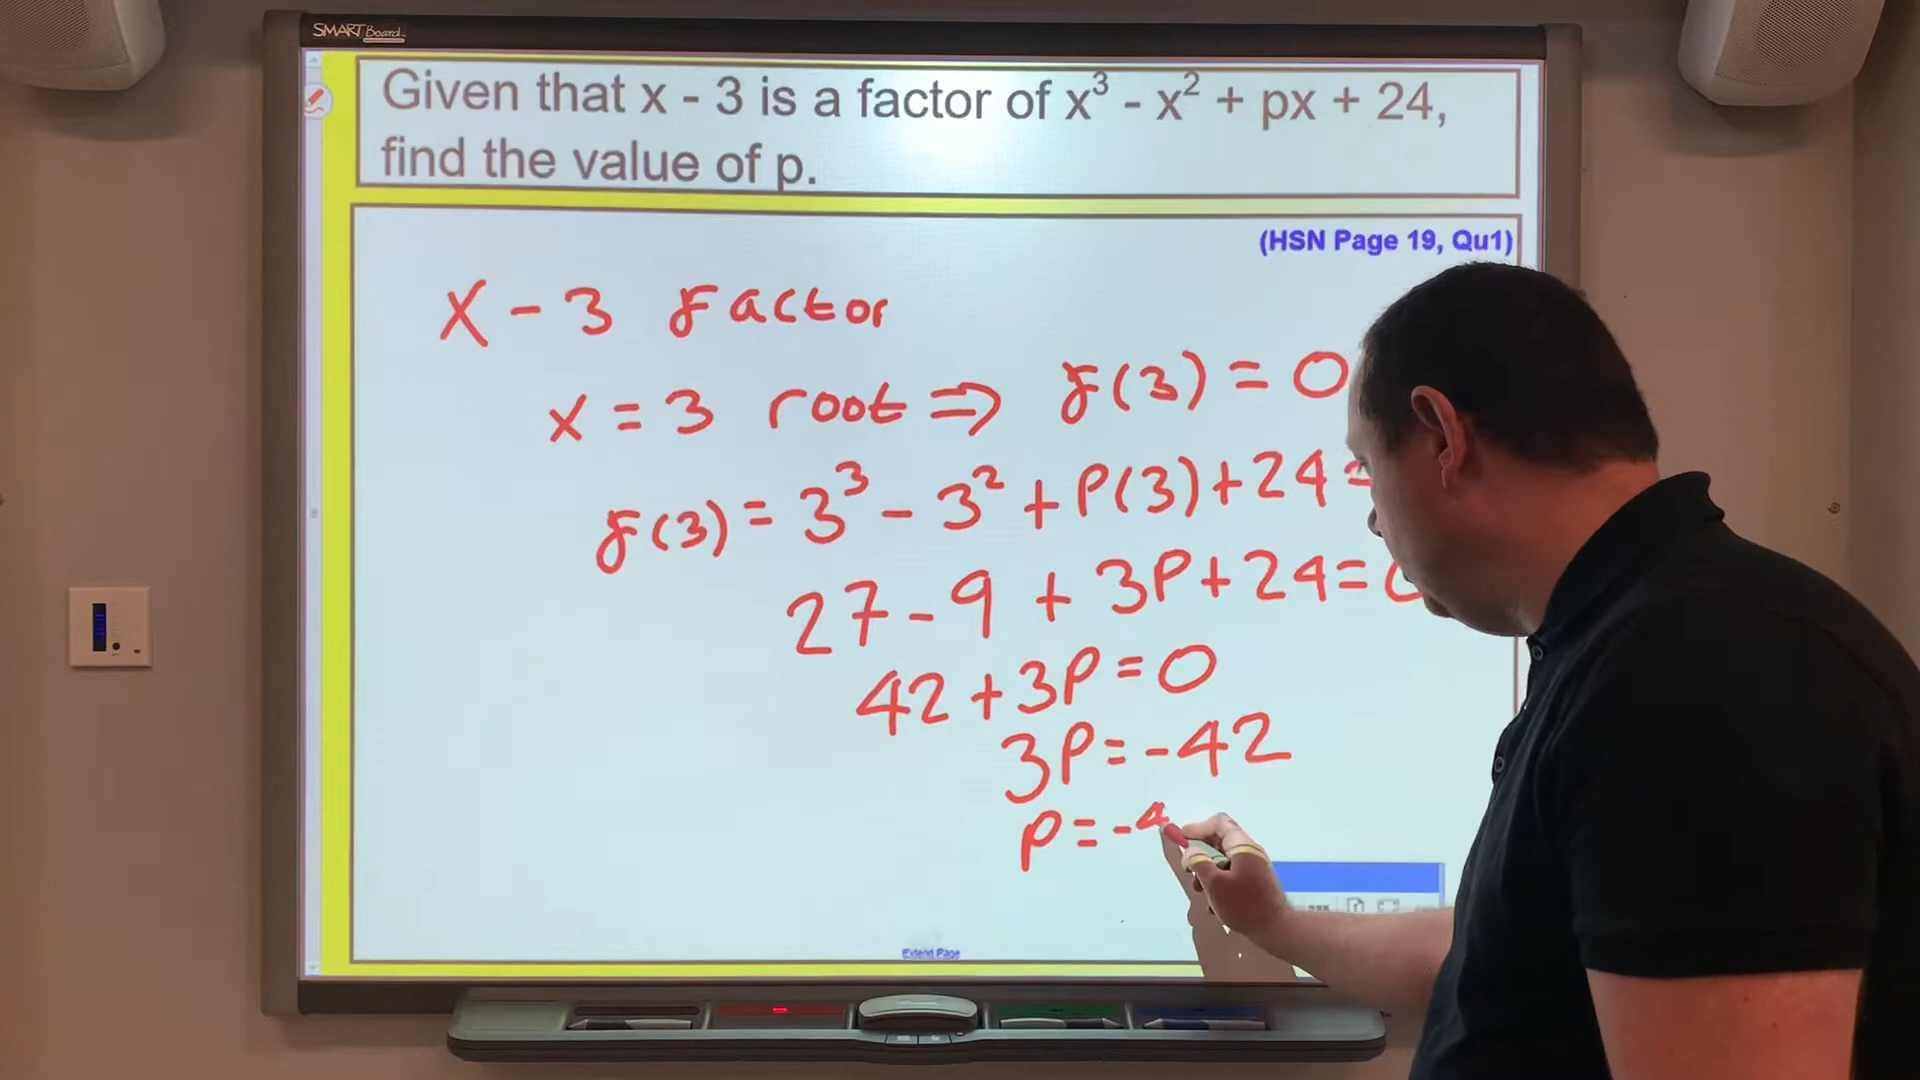 SMART Board
Given that x - 3 is a factor of x³ - x² + px + 24,
find the value of p.
(HSN Page 19, Qu1)
x - 3 factor
x = 3 root ⇒ f(3) = 0
f(3) = 3³ - 3² + P(3) + 24 =
27 - 9 + 3P + 24 = 0
42 + 3P = 0
3P = -42
P = -4
Extend Page